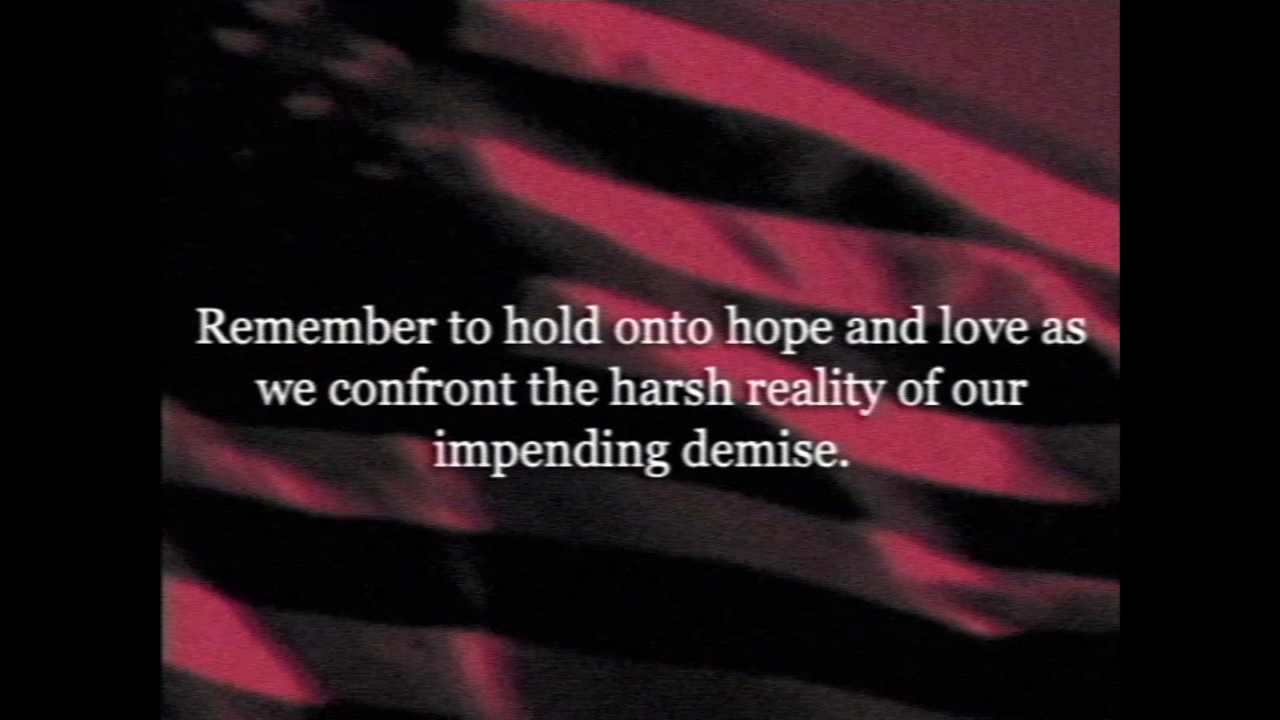 Remember to hold onto hope and love as
we confront the harsh reality of our
impending demise.